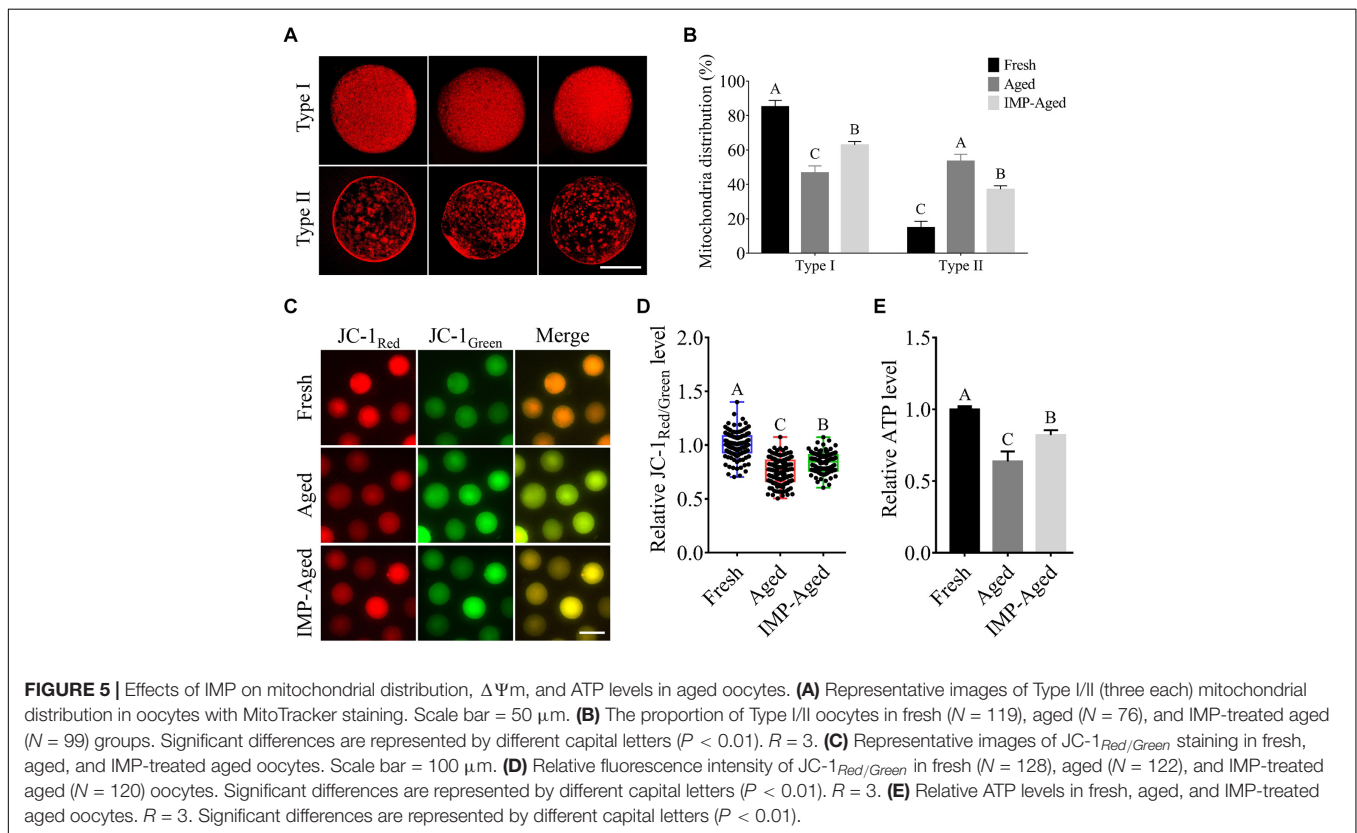 A
Type I
Type II
B
Mitochondria distribution (%)
100
80
60
40
20
0
Fresh
Aged
IMP-Aged
A
C
B
C
A
B
Type I
Type II
C
JC-1Red
JC-1Green
Merge
Fresh
Aged
IMP-Aged
D
Relative JC-1Red/Green level
2.0
1.5
1.0
0.5
0.0
A
C
B
Fresh
Aged
IMP-Aged
E
Relative ATP level
1.5
1.0
0.5
0.0
A
C
B
Fresh
Aged
IMP-Aged
FIGURE 5 | Effects of IMP on mitochondrial distribution, ΔΨm, and ATP levels in aged oocytes. (A) Representative images of Type I/II (three each) mitochondrial
distribution in oocytes with MitoTracker staining. Scale bar = 50 μm. (B) The proportion of Type I/II oocytes in fresh (N = 119), aged (N = 76), and IMP-treated aged
(N = 99) groups. Significant differences are represented by different capital letters (P < 0.01). R = 3. (C) Representative images of JC-1Red/Green staining in fresh,
aged, and IMP-treated aged oocytes. Scale bar = 100 μm. (D) Relative fluorescence intensity of JC-1Red/Green in fresh (N = 128), aged (N = 122), and IMP-treated
aged (N = 120) oocytes. Significant differences are represented by different capital letters (P < 0.01). R = 3. (E) Relative ATP levels in fresh, aged, and IMP-treated
aged oocytes. R = 3. Significant differences are represented by different capital letters (P < 0.01).